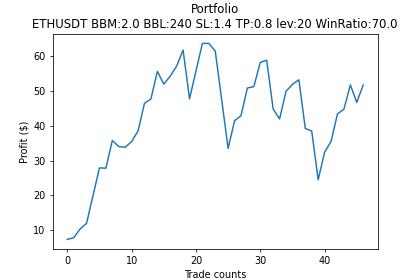 Portfolio
ETHUSDT BBM:2.0 BBL:240 SL:1.4 TP:0.8 lev:20 WinRatio:70.0
60
50
40
30
20
10
Profit ($)
0
10
20
30
40
Trade counts